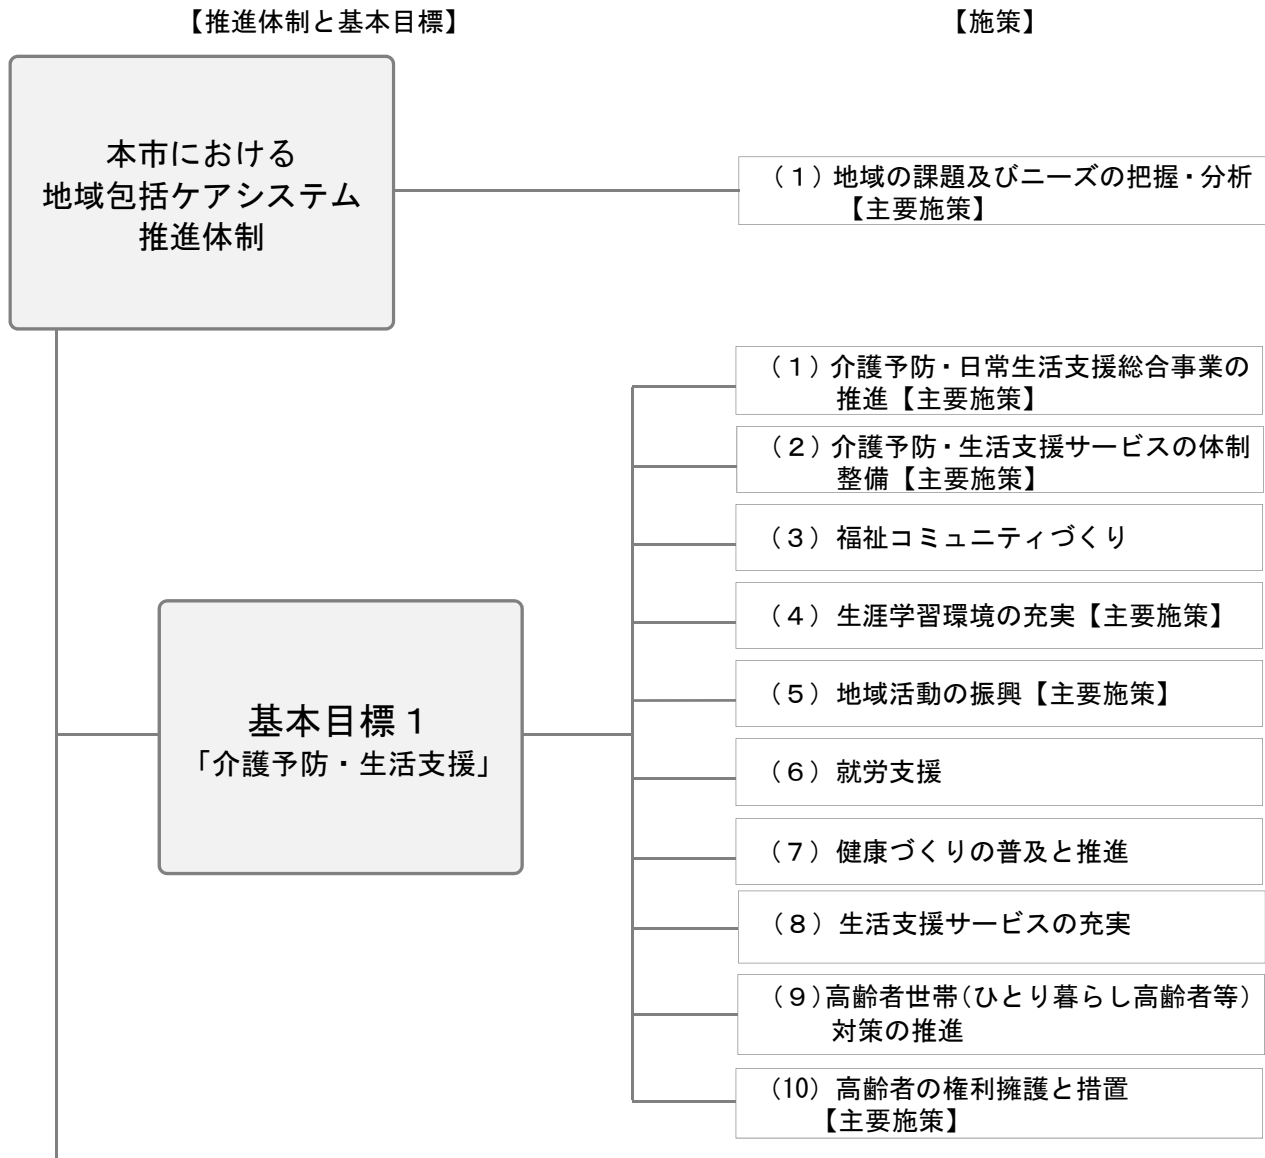 【推進体制と基本目標】
【施策】
本市における
地域包括ケアシステム
推進体制
（１）地域の課題及びニーズの把握・分析
【主要施策】
（１）介護予防・日常生活支援総合事業の
推進【主要施策】
（２）介護予防・生活支援サービスの体制
整備【主要施策】
（３）福祉コミュニティづくり
（４）生涯学習環境の充実【主要施策】
（５）地域活動の振興【主要施策】
基本目標１
「介護予防・生活支援」
（６）就労支援
（７）健康づくりの普及と推進
（８）生活支援サービスの充実
（９）高齢者世帯（ひとり暮らし高齢者等）
対策の推進
（10）高齢者の権利擁護と措置
【主要施策】